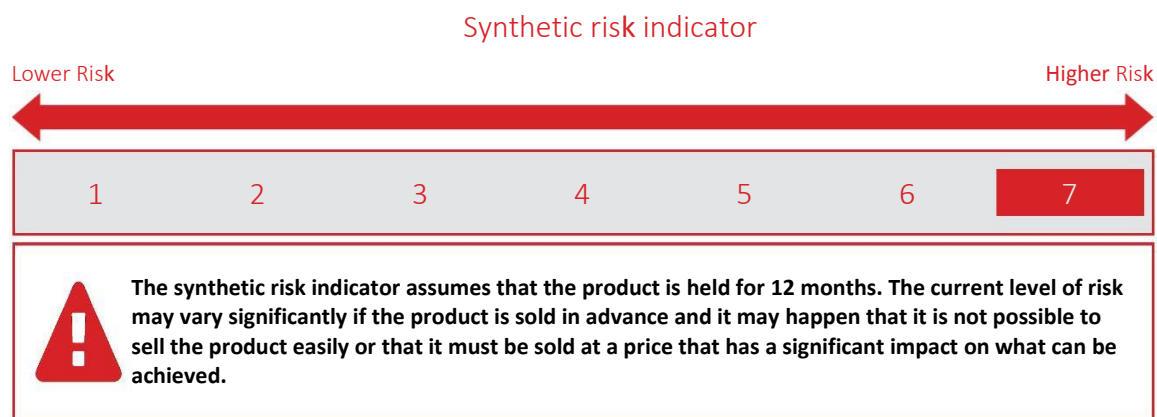 Synthetic risk indicator
Lower Risk
Higher Risk
1 2 3 4 5 6 7
The synthetic risk indicator assumes that the product is held for 12 months. The current level of risk
may vary significantly if the product is sold in advance and it may happen that it is not possible to
sell the product easily or that it must be sold at a price that has a significant impact on what can be
achieved.